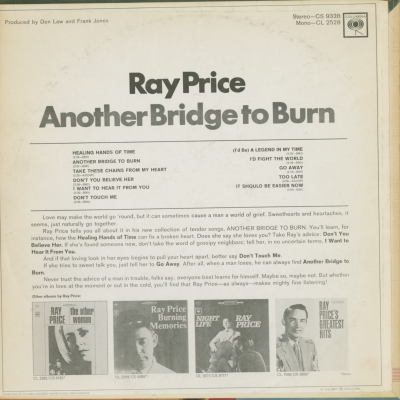 Produced by Don Law and Frank Jones
Stereo—CS 9328
Mono—CL 2528
Ray Price
Another Bridge to Burn
HEALING HANDS OF TIME
ANOTHER BRIDGE TO BURN
TAKE THESE CHAINS FROM MY HEART
DON'T YOU BELIEVE HER
I WANT TO HEAR IT FROM YOU
DON'T TOUCH ME
(I'd Be) A LEGEND IN MY TIME
I'D FIGHT THE WORLD
GO AWAY
TOO LATE
IT SHOULD BE EASIER NOW
Love may make the world go 'round, but it can sometimes cause a man a world of grief. Sweethearts and heartaches, it
seems, just naturally go together.
Ray Price tells you all about it in his new collection of tender songs, ANOTHER BRIDGE TO BURN. You'll learn, for
instance, how the Healing Hands of Time can fix a broken heart. Does she say she loves you? Take Ray's advice: Don't You
Believe Her. If she's found someone new, don't take the word of gossipy neighbors; tell her, in no uncertain terms, I Want to
Hear It From You.
And if that loving look in her eyes begins to pull your heart apart, better say Don't Touch Me.
If she tries to sweet talk you, just tell her to Go Away. After all, when a man loves, he can always find Another Bridge to
Burn.
Never trust the advice of a man in trouble, folks say; everyone best learns for himself. Maybe so, maybe not. But whether
you're in love at the moment or out in the cold, you'll find that Ray Price—as always—makes mighty fine listening!
Other albums by Ray Price:
RAY PRICE
the other woman
Ray Price
Burning
Memories
NIGHT LIFE
RAY PRICE
RAY PRICE'S GREATEST HITS